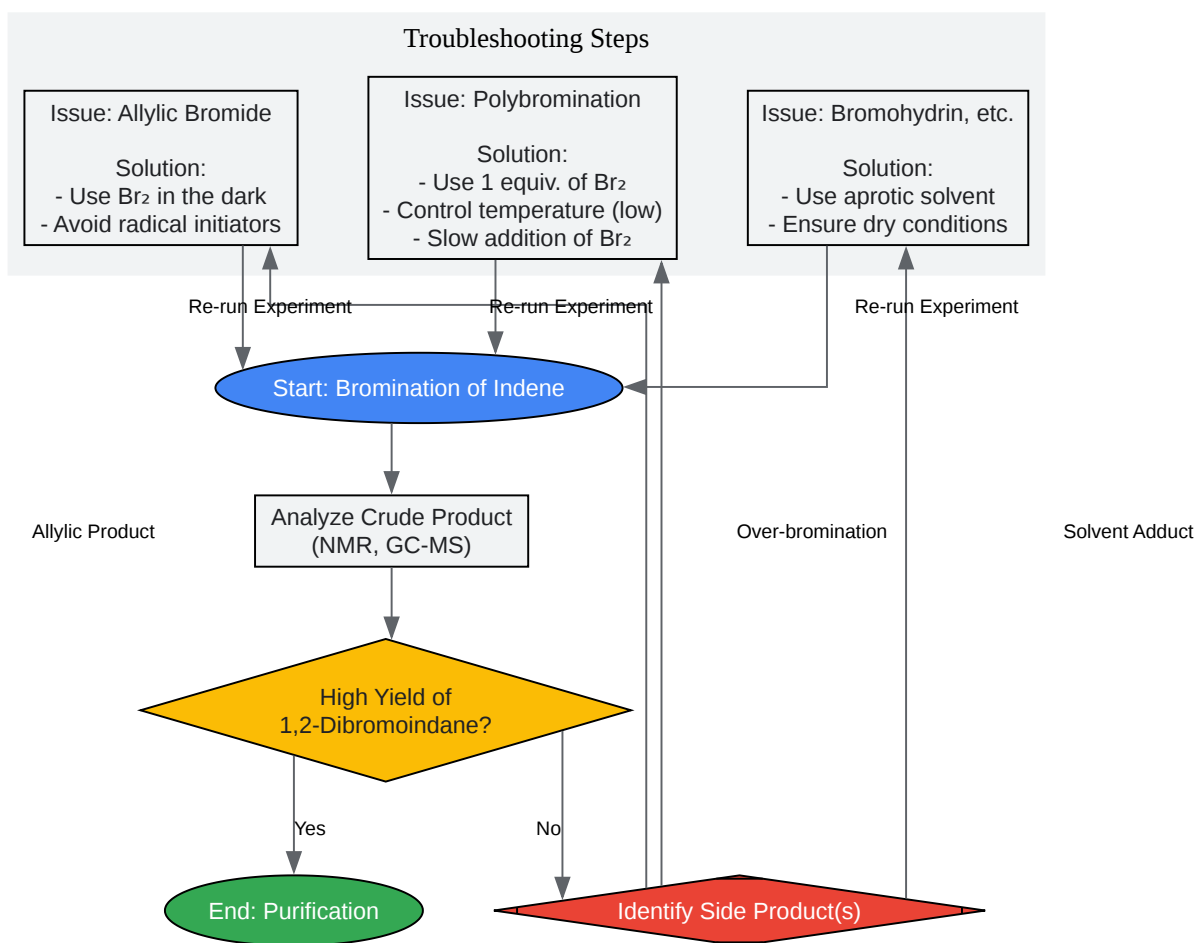 Troubleshooting Steps
Issue: Allylic Bromide
Solution:
- Use Br₂ in the dark
- Avoid radical initiators
Issue: Polybromination
Solution:
- Use 1 equiv. of Br₂
- Control temperature (low)
- Slow addition of Br₂
Issue: Bromohydrin, etc.
Solution:
- Use aprotic solvent
- Ensure dry conditions
Re-run Experiment
Re-run Experiment
Re-run Experiment
Start: Bromination of Indene
Allylic Product
Analyze Crude Product
(NMR, GC-MS)
Over-bromination
Solvent Adduct
High Yield of
1,2-Dibromoindane?
Yes
No
End: Purification
Identify Side Product(s)